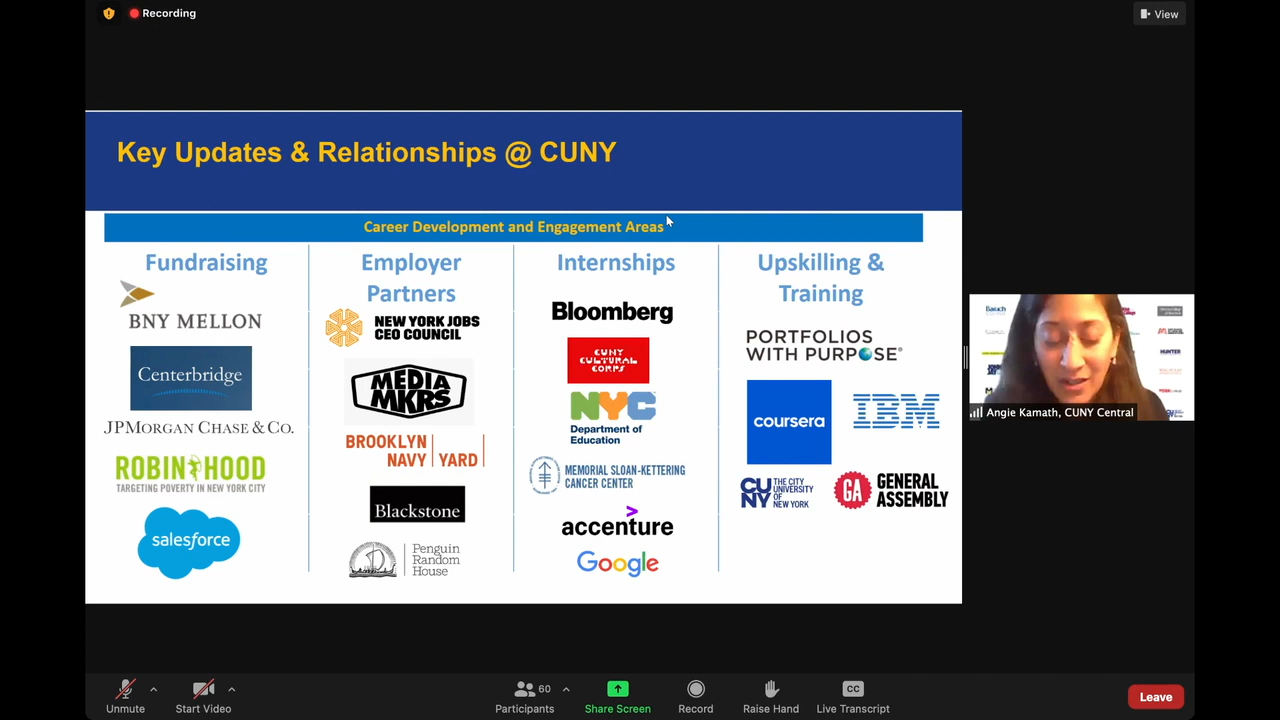 Recording
View
Key Updates & Relationships @ CUNY
Career Development and Engagement Areas
Fundraising
BNY MELLON
Centerbridge
JPMORGAN CHASE & CO.
ROBIN HOOD
TARGETING POVERTY IN NEW YORK CITY
salesforce
Employer
Partners
NEW YORK JOBS
CEO COUNCIL
MEDIA
MKRS
BROOKLYN
NAVY YARD
Blackstone
Penguin
Random
House
Internships
Bloomberg
CUNY
CULTURAL
CORPS
NYC
Department of
Education
MEMORIAL SLOAN-KETTERING
CANCER CENTER
accenture
Google
Upskilling &
Training
PORTFOLIOS
WITH PURPOSE
coursera
IBM
CUNY
THE CITY
UNIVERSITY
OF
NEW YORK
GA
GENERAL
ASSEMBLY
HUNTER
Angie Kamath, CUNY Central
Unmute
Start Video
60
Participants
Share Screen
Record
Raise Hand
CC
Live Transcript
Leave